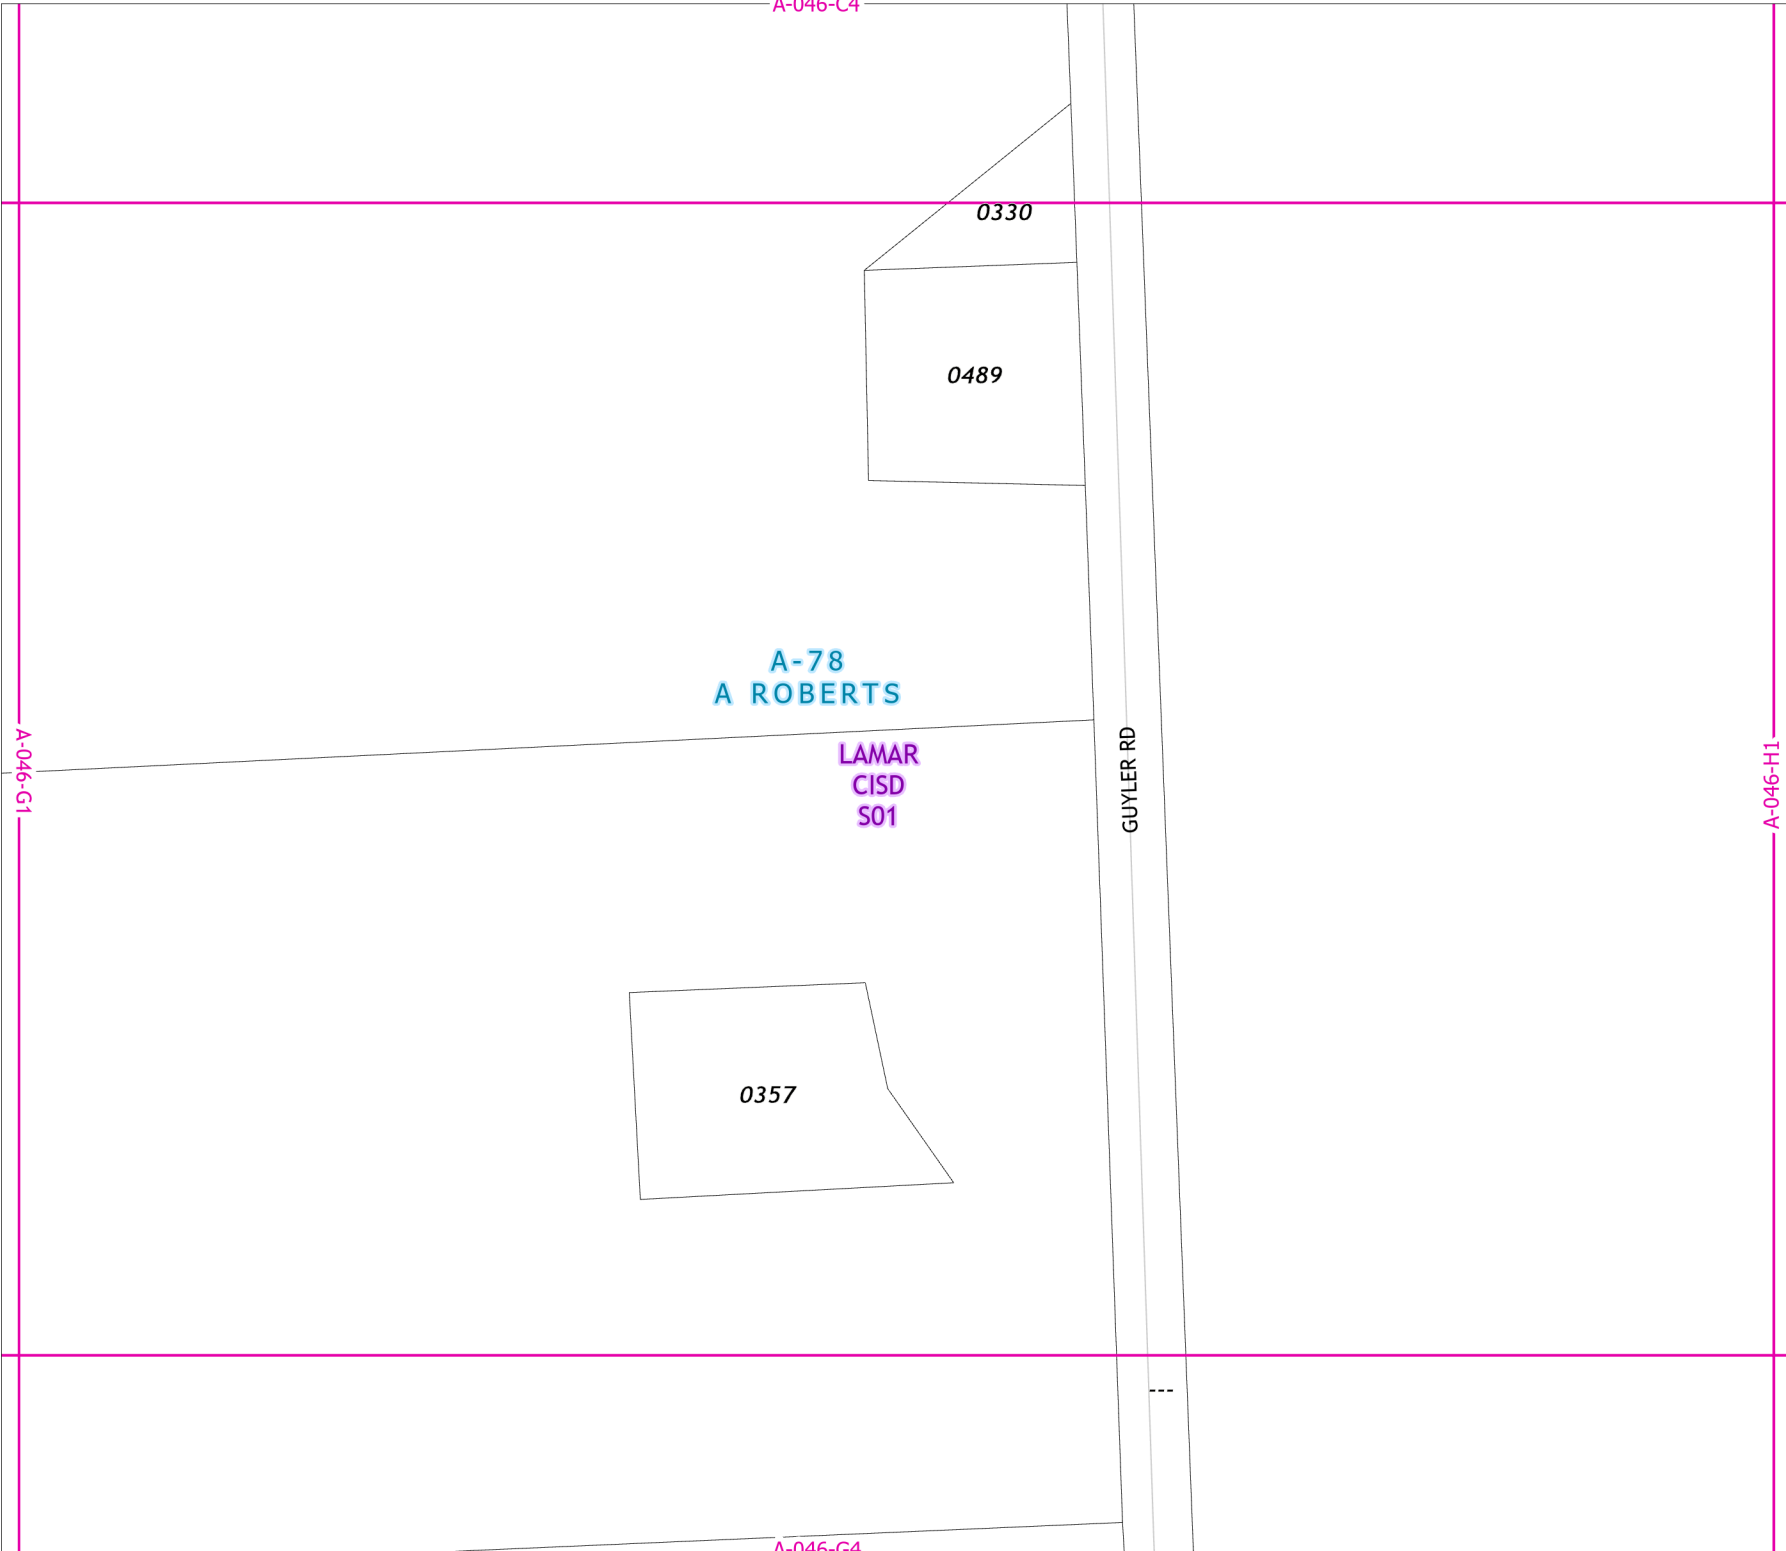 A-046-C4
0330
0489
A-78
A ROBERTS
A-046-G1
LAMAR
CISD
S01
GUYLER RD
A-046-H1
0357
---
A-046-G4